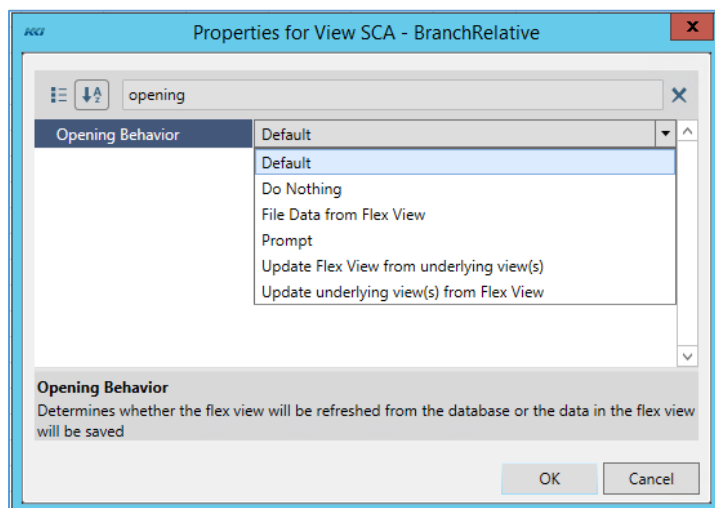 KCI
Properties for View SCA - BranchRelative
x
A
Z
opening
Opening Behavior
Default
Default
Do Nothing
File Data from Flex View
Prompt
Update Flex View from underlying view(s)
Update underlying view(s) from Flex View
Opening Behavior
Determines whether the flex view will be refreshed from the database or the data in the flex view
will be saved
OK
Cancel